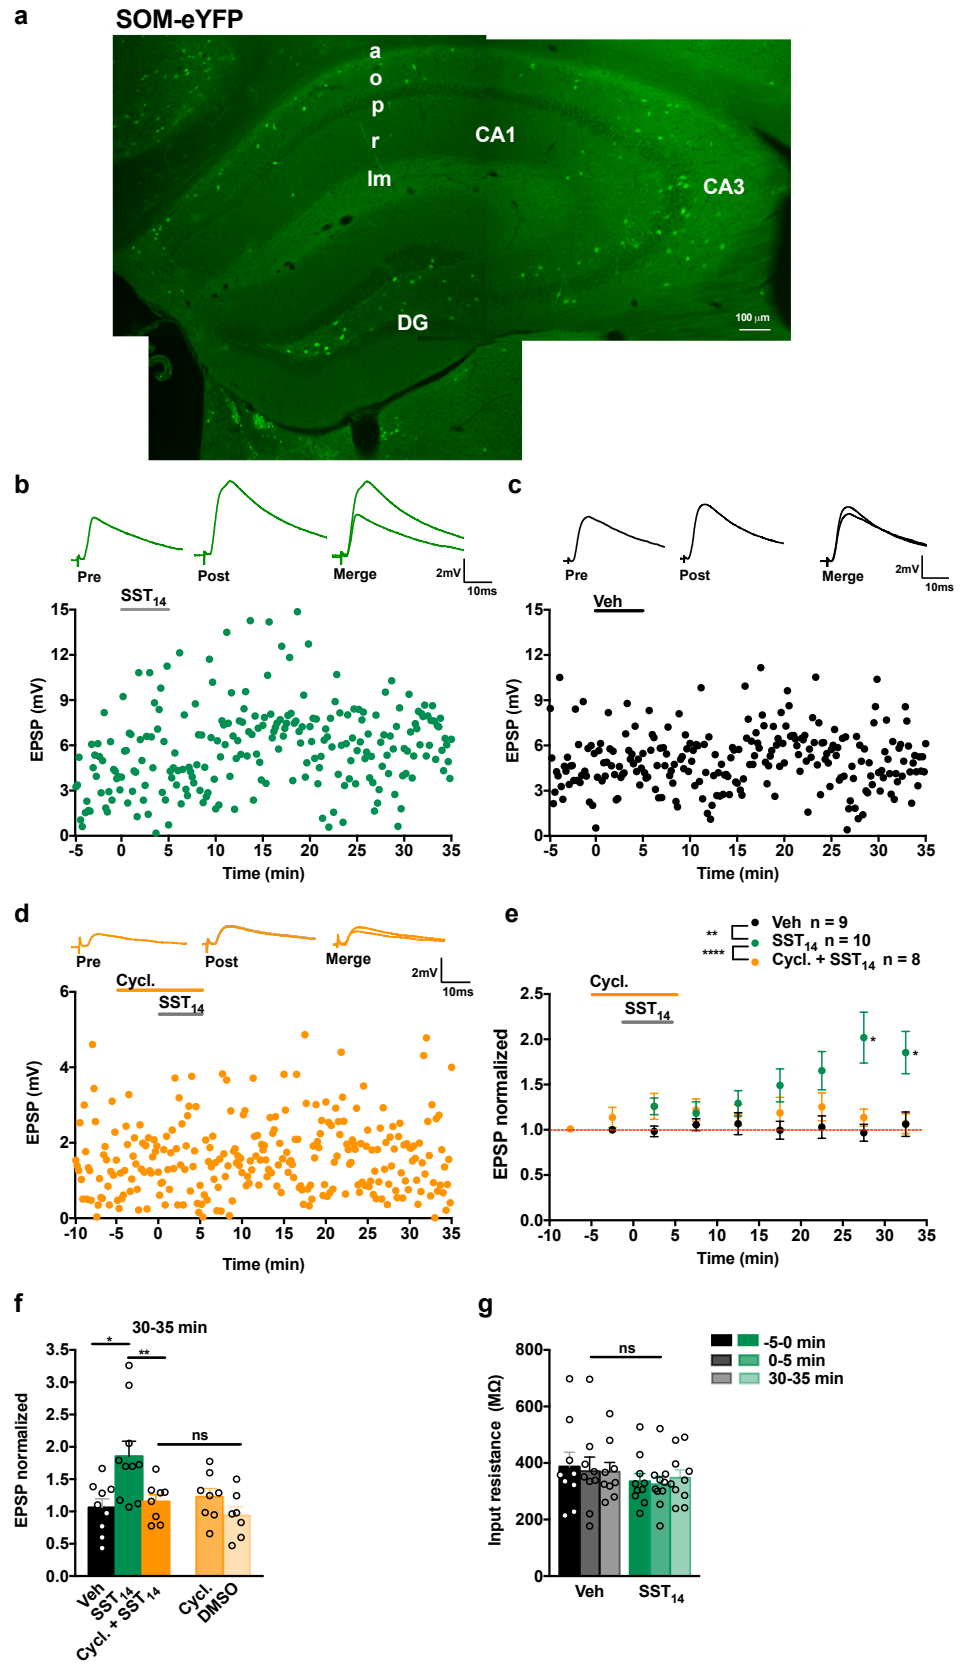 a
SOM-eYFP
a
o
p
r
lm
CA1
CA3
DG
100 µm
b
Pre
Post
Merge
2mV
10ms
SST14
15
12
9
6
3
0
EPSP (mV)
-5 0 5 10 15 20 25 30 35
Time (min)
c
Pre
Post
Merge
2mV
10ms
Veh
15
12
9
6
3
0
EPSP (mV)
-5 0 5 10 15 20 25 30 35
Time (min)
d
Pre
Post
Merge
2mV
10ms
Cycl.
SST14
6
4
2
0
EPSP (mV)
-10 -5 0 5 10 15 20 25 30 35
Time (min)
e
Veh n = 9
**
SST14 n = 10
****
Cycl. + SST14 n = 8
Cycl.
SST14
2.5
2.0
1.5
1.0
0.5
0.0
*
*
EPSP normalized
-10 -5 0 5 10 15 20 25 30 35
Time (min)
f
30-35 min
*
**
ns
3.5
3.0
2.5
2.0
1.5
1.0
0.5
0.0
EPSP normalized
Veh
SST14
Cycl. + SST14
Cycl.
DMSO
g
-5-0 min
0-5 min
30-35 min
ns
800
600
400
200
0
Input resistance (MΩ)
Veh
SST14